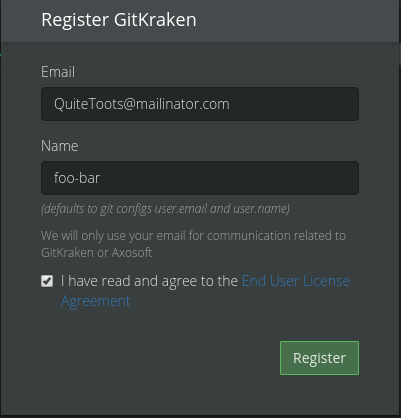 Register GitKraken
Email
QuiteToots@mailinator.com
Name
foo-bar
(defaults to git configs user.email and user.name)
We will only use your email for communication related to
GitKraken or Axosoft
I have read and agree to the End User License
Agreement
Register